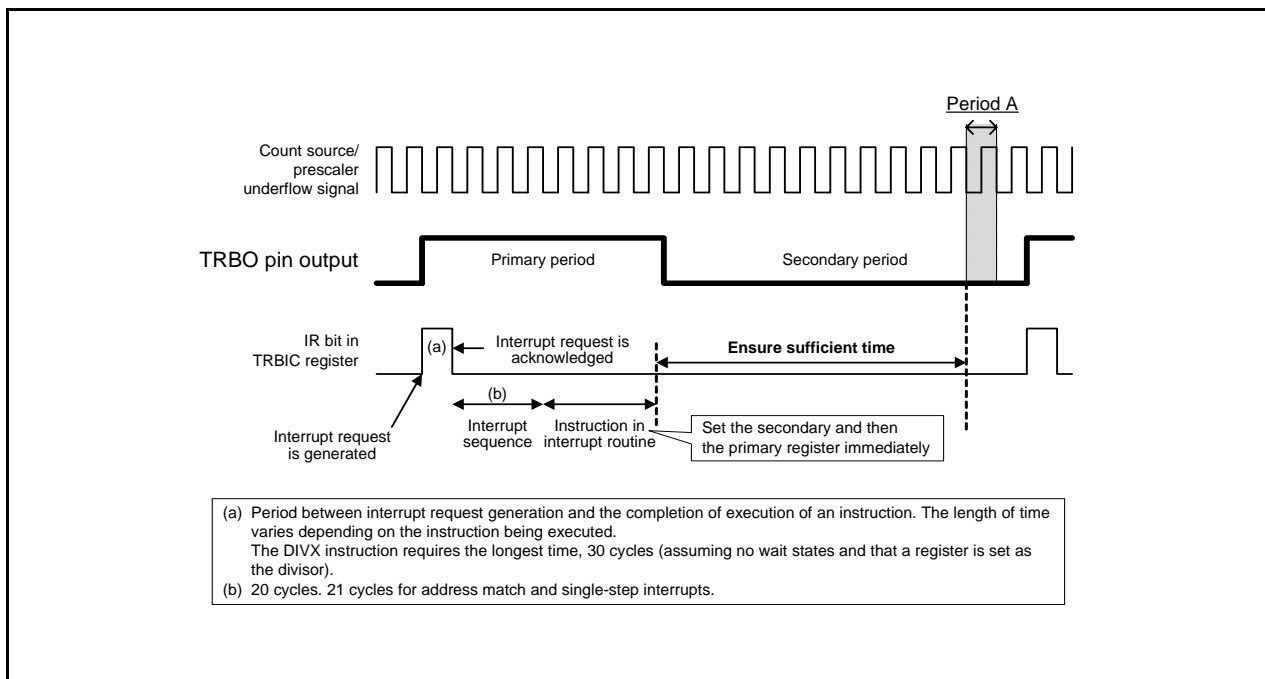 Period A
Count source/
prescaler
underflow signal
TRBO pin output
Primary period
Secondary period
IR bit in
TRBIC register
(a)
Interrupt request is
acknowledged
Ensure sufficient time
(b)
Interrupt request
is generated
Interrupt
sequence
Instruction in
interrupt routine
Set the secondary and then
the primary register immediately
(a) Period between interrupt request generation and the completion of execution of an instruction. The length of time
varies depending on the instruction being executed.
The DIVX instruction requires the longest time, 30 cycles (assuming no wait states and that a register is set as
the divisor).
(b) 20 cycles. 21 cycles for address match and single-step interrupts.